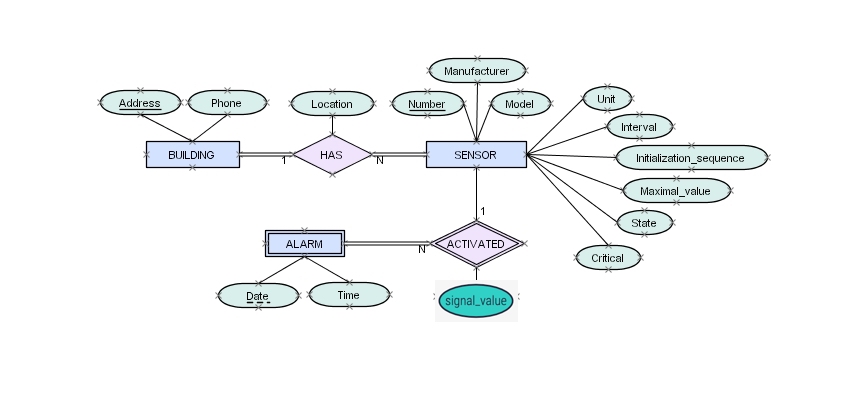 Manufacturer
Address
Phone
Location
Number
Model
Unit
Interval
BUILDING
1
HAS
N
SENSOR
Initialization_sequence
Maximal_value
State
1
ALARM
N
ACTIVATED
Critical
Date
Time
signal_value